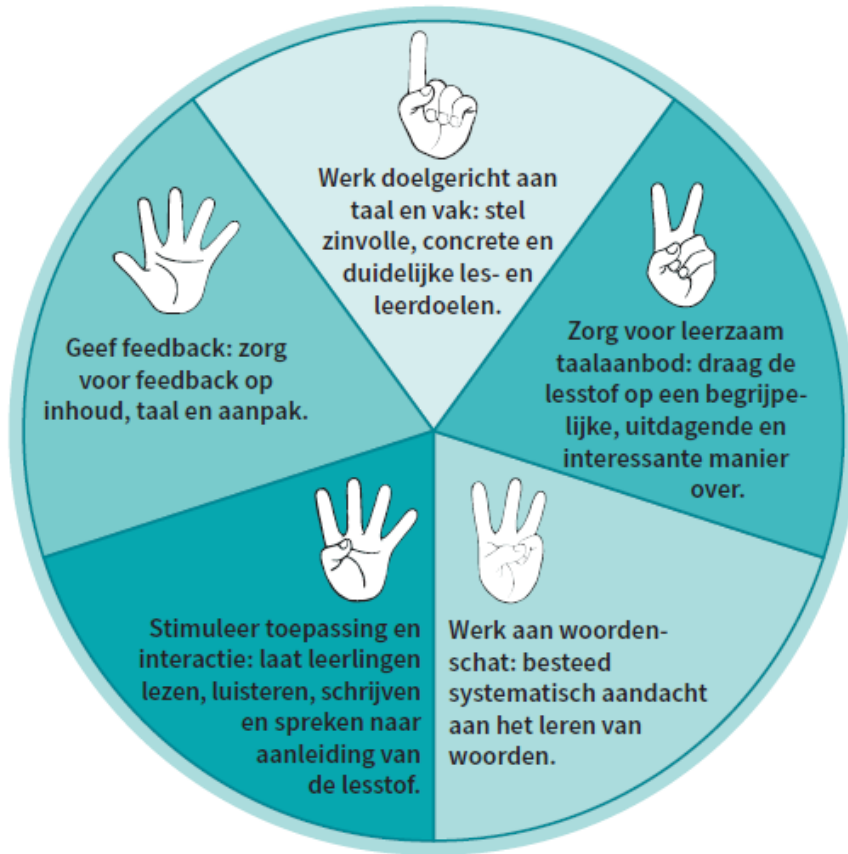 Werk doelgericht aan
taal en vak: stel
zinvolle, concrete en
duidelijke les- en
leerdoelen.
Zorg voor leerzaam
taalaanbod: draag de
lesstof op een begrijpe-
lijke, uitdagende en
interessante manier
over.
Werk aan woorden-
schat: besteed
systematisch aandacht
aan het leren van
woorden.
Stimuleer toepassing en
interactie: laat leerlingen
lezen, luisteren, schrijven
en spreken naar
aanleiding van
de lesstof.
Geef feedback: zorg
voor feedback op
inhoud, taal en aanpak.